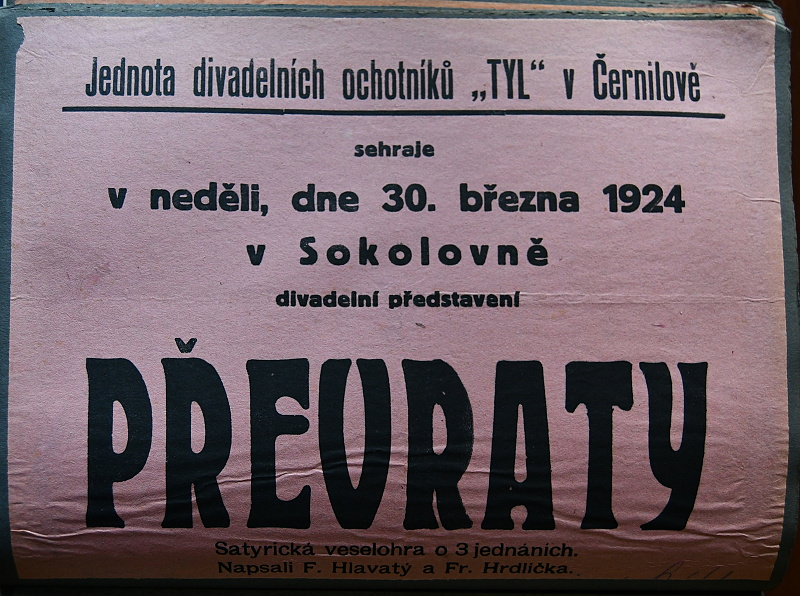 Jednota divadelních ochotníků „TYL“ v Černilově
sehraje
v neděli, dne 30. března 1924
v Sokolovně
divadelní představení
PŘEVRATY
Satyrická veselohra o 3 jednáních.
Napsali F. Hlavatý a Fr. Hrdlička.